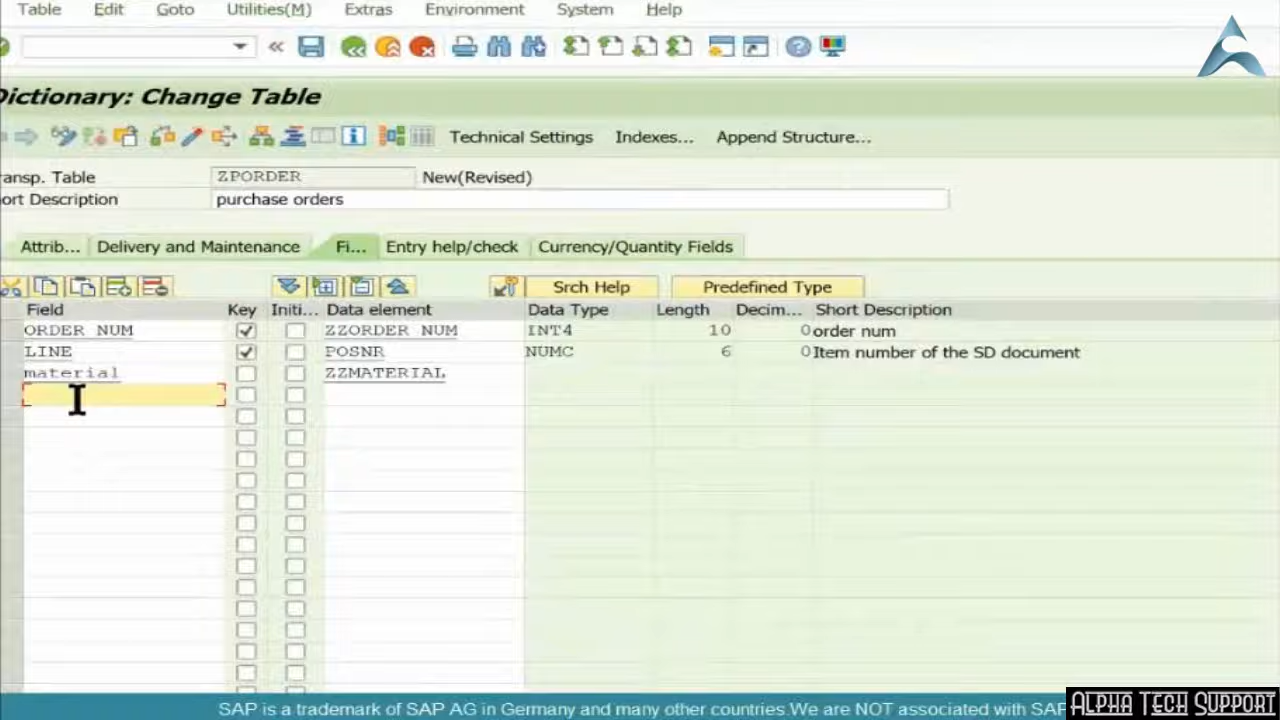 Table Edit Goto Utilities(M) Extras Environment System Help
Dictionary: Change Table
Technical Settings Indexes... Append Structure...
ansp. Table ZPORDER New(Revised)
ort Description purchase orders
Attrib... Delivery and Maintenance Fi... Entry help/check Currency/Quantity Fields
Srch Help Predefined Type
Field Key Initi... Data element Data Type Length Decim... Short Description
ORDER_NUM ZZORDER_NUM INT4 10 0 order num
LINE POSNR NUMC 6 0 Item number of the SD document
material ZZMATERIAL
SAP is a trademark of SAP AG in Germany and many other countries.We are NOT associated with SAP
ALPHA TECH SUPPORT